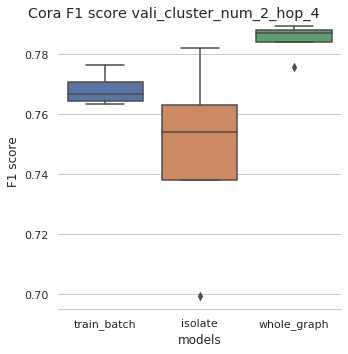 Cora F1 score vali_cluster_num_2_hop_4
0.78
0.76
0.74
0.72
0.70
F1 score
train_batch
isolate
whole_graph
models